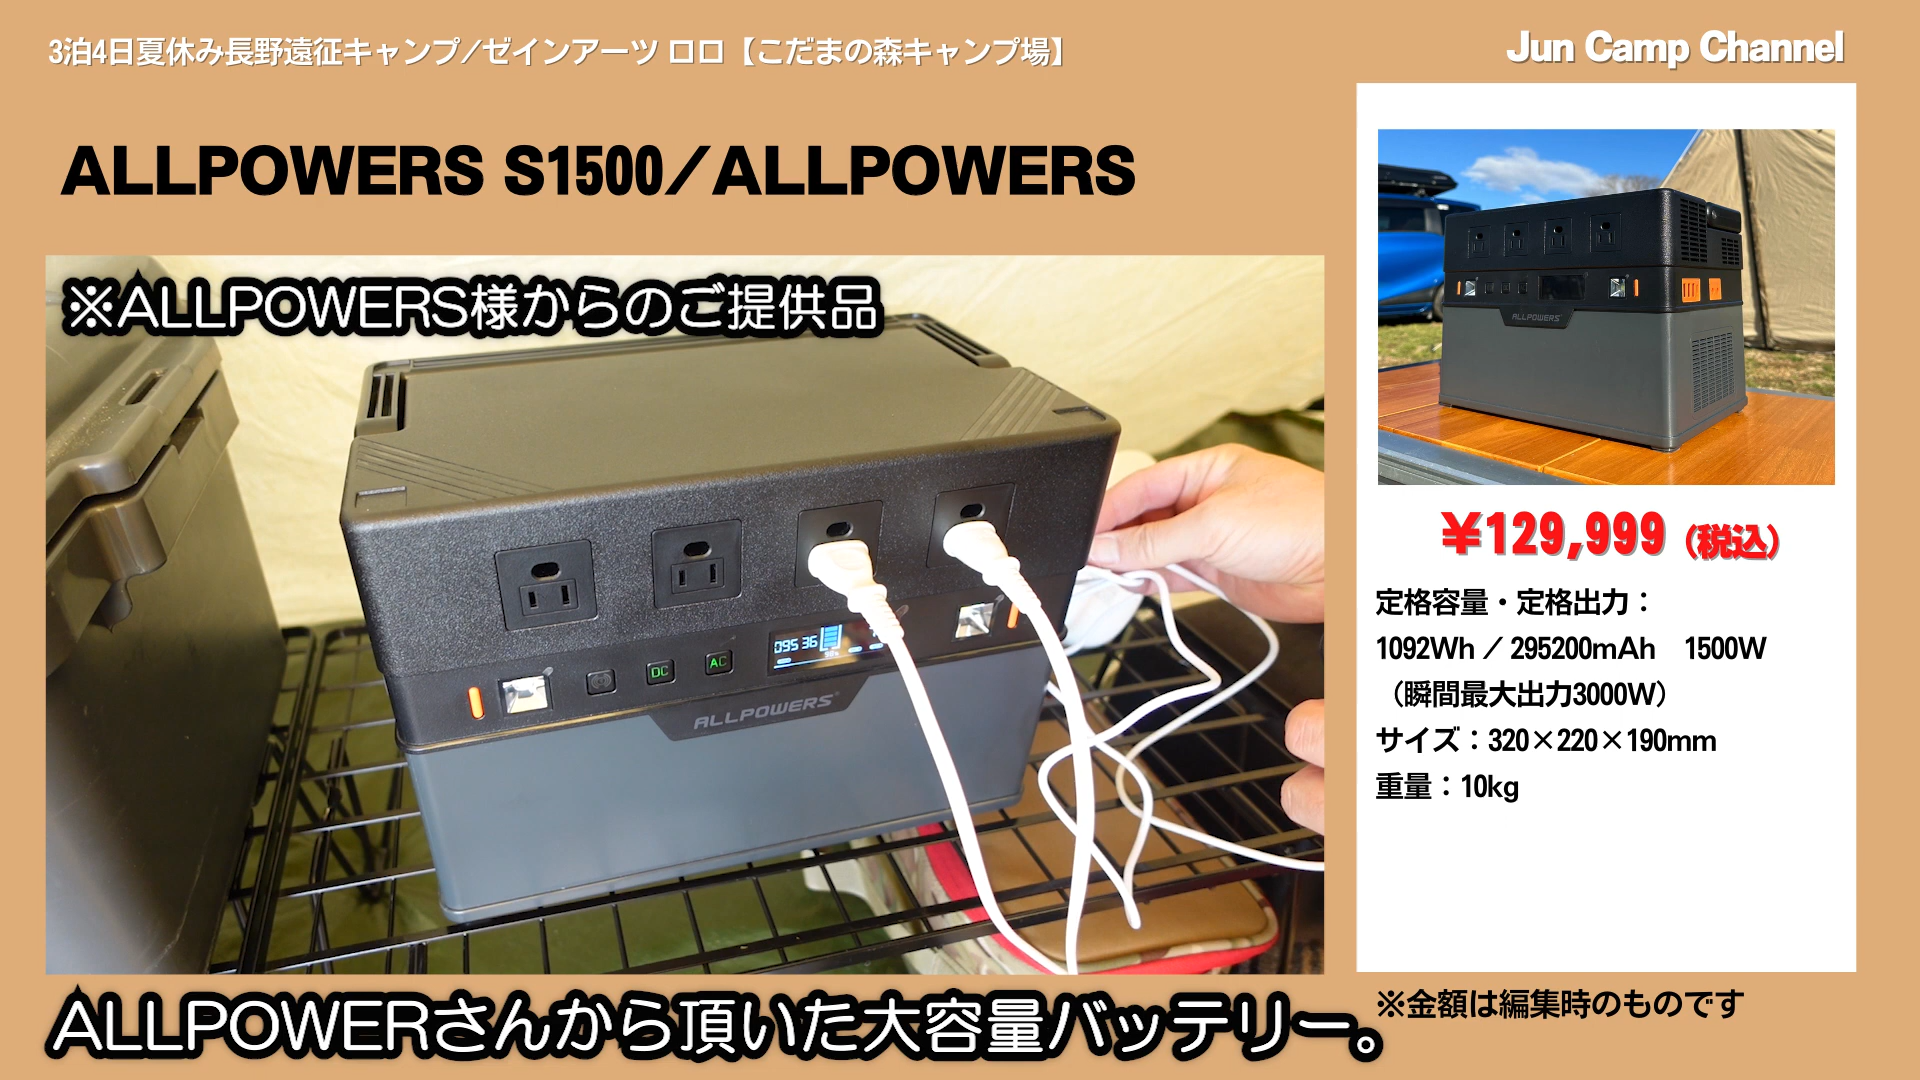 3泊4日夏休み長野遠征キャンプ／ゼインアーツ ロロ【こだまの森キャンプ場】
Jun Camp Channel
ALLPOWERS S1500／ALLPOWERS
※ALLPOWERS様からのご提供品
DC
AC
ALLPOWERS
ALLPOWERS
￥129,999（税込）
定格容量・定格出力：
1092Wh／295200mAh　1500W
（瞬間最大出力3000W）
サイズ：320×220×190mm
重量：10kg
※金額は編集時のものです
ALLPOWERさんから頂いた大容量バッテリー。